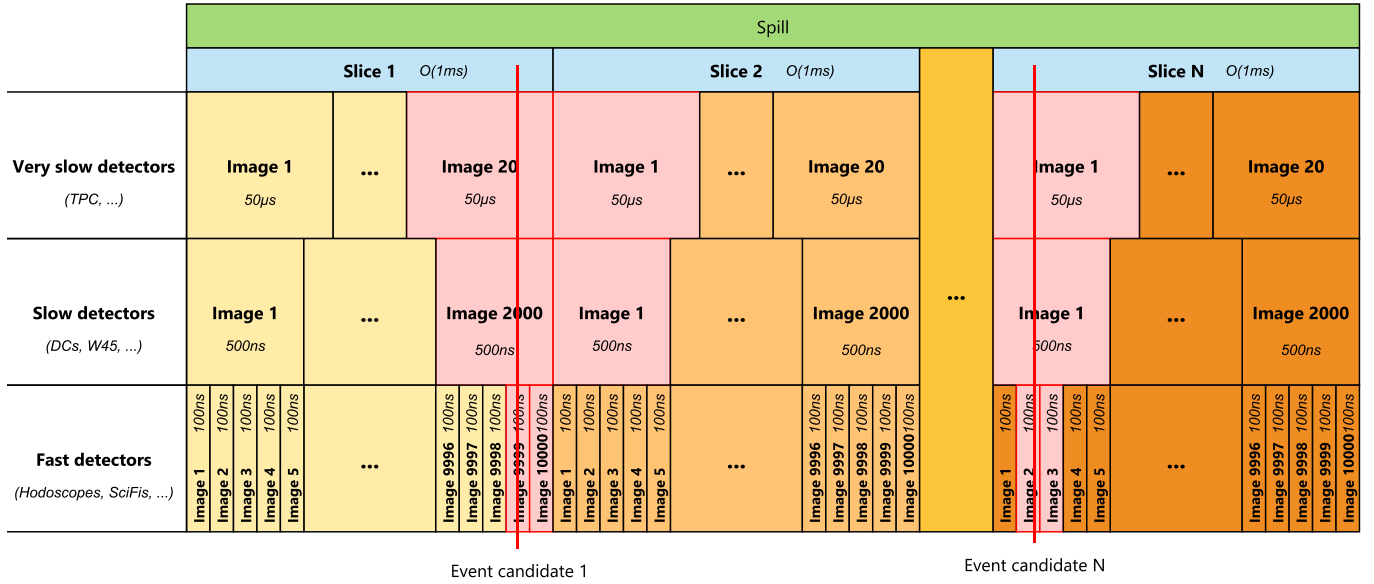 Spill
Slice 1 O(1ms) Slice 2 O(1ms) Slice N O(1ms)
Very slow detectors
(TPC, ...)
Image 1
50μs
...
Image 20
50μs
Image 1
50μs
...
Image 20
50μs
Image 1
50μs
...
Image 20
50μs
...
Slow detectors
(DCs, W45, ...)
Image 1
500ns
...
Image 2000
500ns
Image 1
500ns
...
Image 2000
500ns
Image 1
500ns
...
Image 2000
500ns
Fast detectors
(Hodoscopes, SciFis, ...)
Image 1 100ns
Image 2 100ns
Image 3 100ns
Image 4 100ns
Image 5 100ns
...
Image 9996 100ns
Image 9997 100ns
Image 9998 100ns
Image 9999 100ns
Image 10000 100ns
Image 1 100ns
Image 2 100ns
Image 3 100ns
Image 4 100ns
Image 5 100ns
...
Image 9996 100ns
Image 9997 100ns
Image 9998 100ns
Image 9999 100ns
Image 10000 100ns
Image 1 100ns
Image 2 100ns
Image 3 100ns
Image 4 100ns
Image 5 100ns
...
Image 9996 100ns
Image 9997 100ns
Image 9998 100ns
Image 9999 100ns
Image 10000 100ns
Event candidate 1
Event candidate N